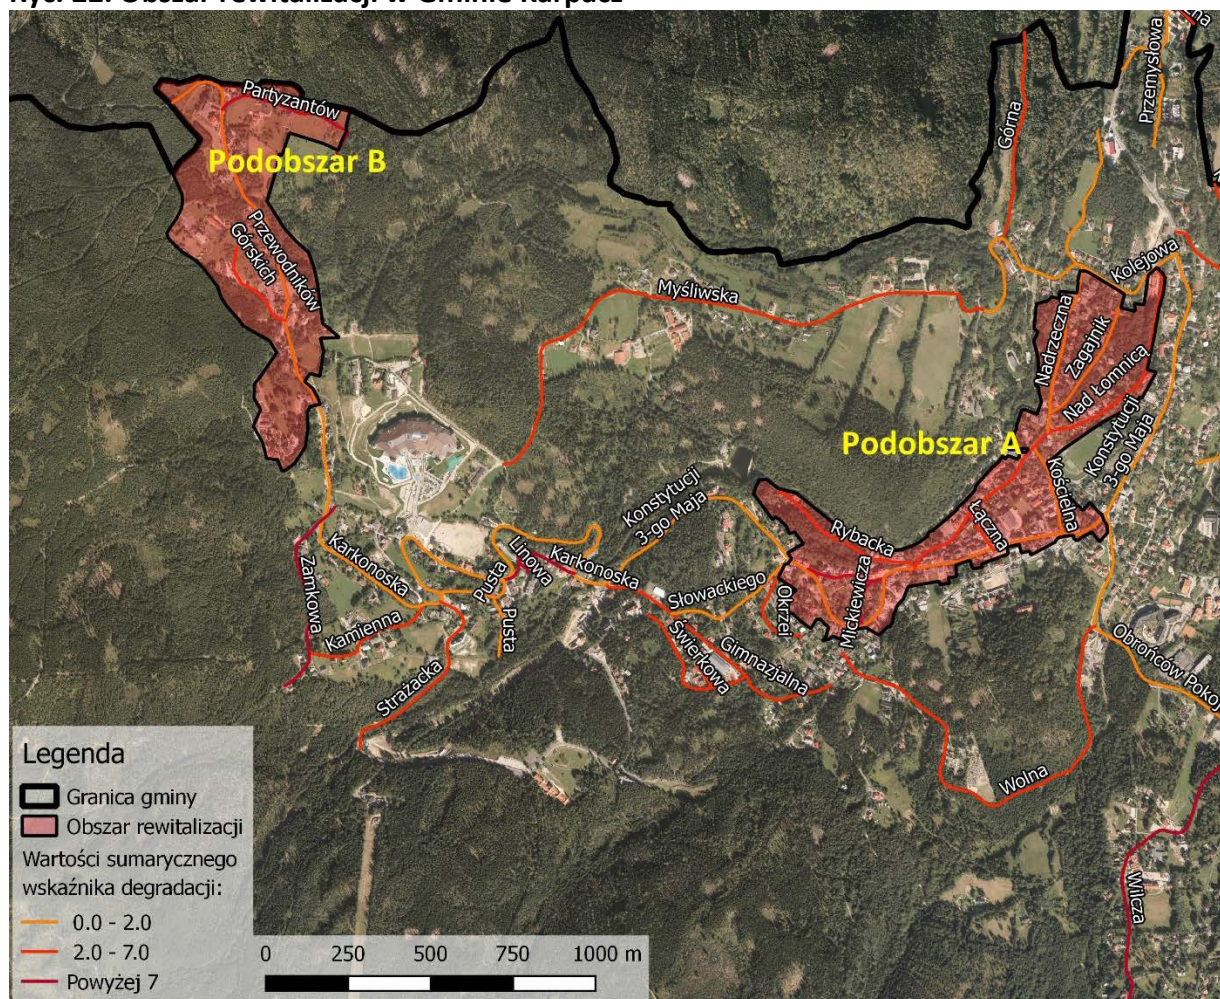 Ryc. 22. Obszar rewitalizacji w Gminie Karpacz
Partyzantów
Podobszar B
Przewodników
Górskich
Przemysłowa
Górna
Kolejowa
Myśliwska
Nadrzeczna
Zagajnik
Nad Łomnicą
Konstytucji
3-go Maja
Podobszar A
Kościelna
Łączna
Rybacka
Mickiewicza
Konstytucji
3-go Maja
Słowackiego
Okrzei
Karkonoska
Linowa
Pusta
Pusta
Karkonoska
Zamkowa
Kamienna
Strażacka
Świerkowa
Gimnazjalna
Obrońców Pokoj
Wolna
Wilcza
Legenda
Granica gminy
Obszar rewitalizacji
Wartości sumarycznego
wskaźnika degradacji:
0.0 - 2.0
2.0 - 7.0
Powyżej 7
0 250 500 750 1000 m